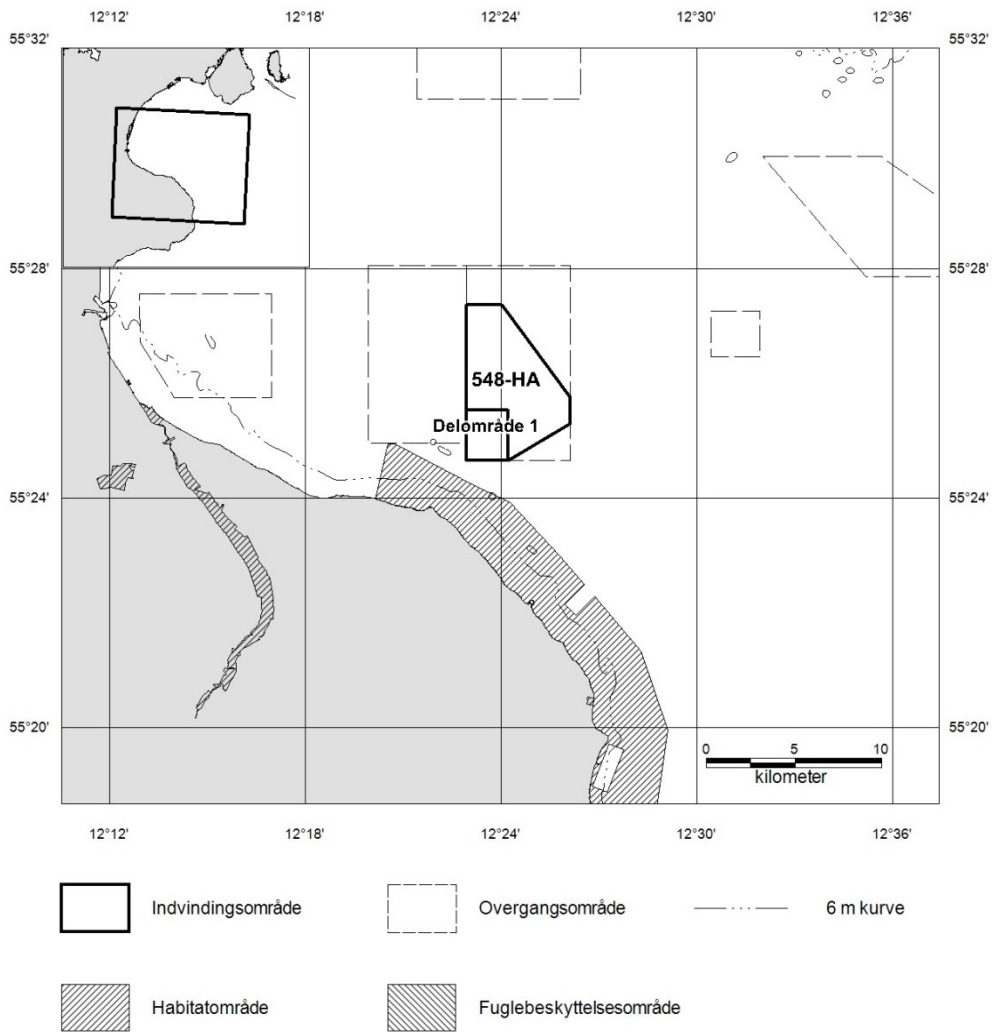 12°12' 12°18' 12°24' 12°30' 12°36'
55°32' 55°32'
55°28' 55°28'
548-HA
Delområde 1
55°24' 55°24'
55°20' 55°20'
0 5 10
kilometer
12°12' 12°18' 12°24' 12°30' 12°36'
Indvindingsområde Overgangsområde 6 m kurve
Habitatområde Fuglebeskyttelsesområde